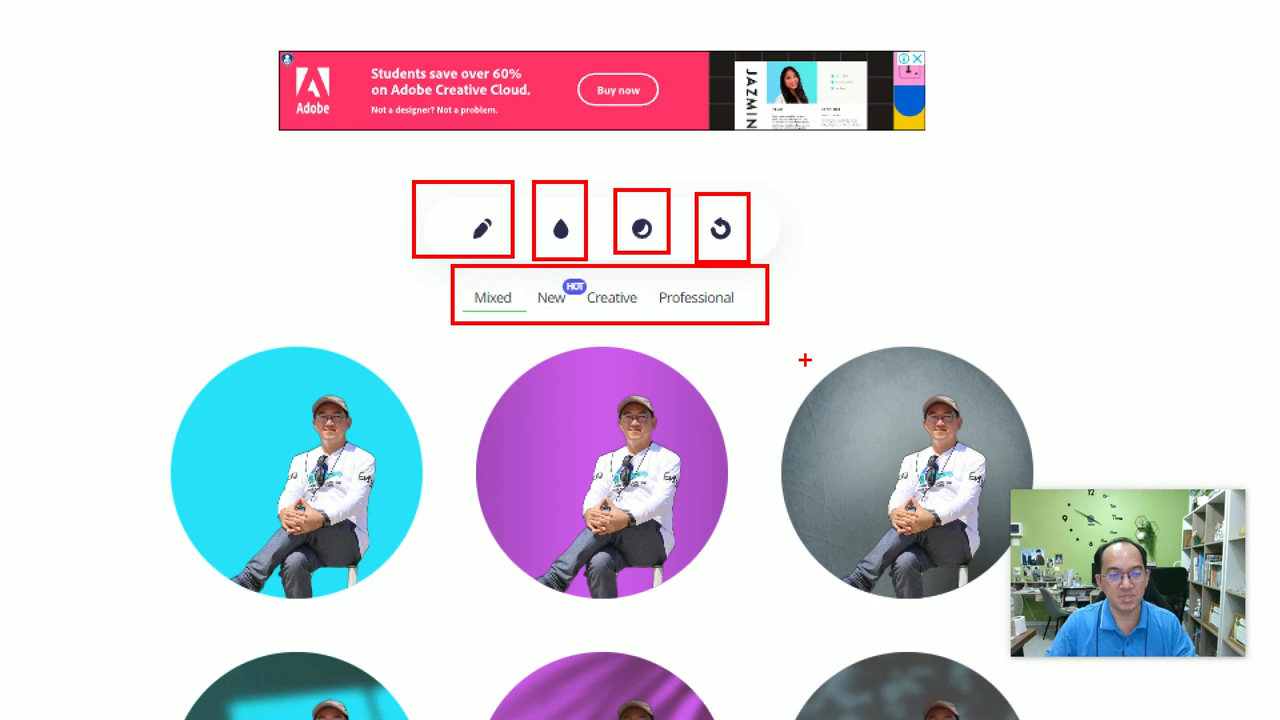 Adobe
Students save over 60%
on Adobe Creative Cloud.
Not a designer? Not a problem.
Buy now
JAZMIN
HOT
Mixed New Creative Professional
12